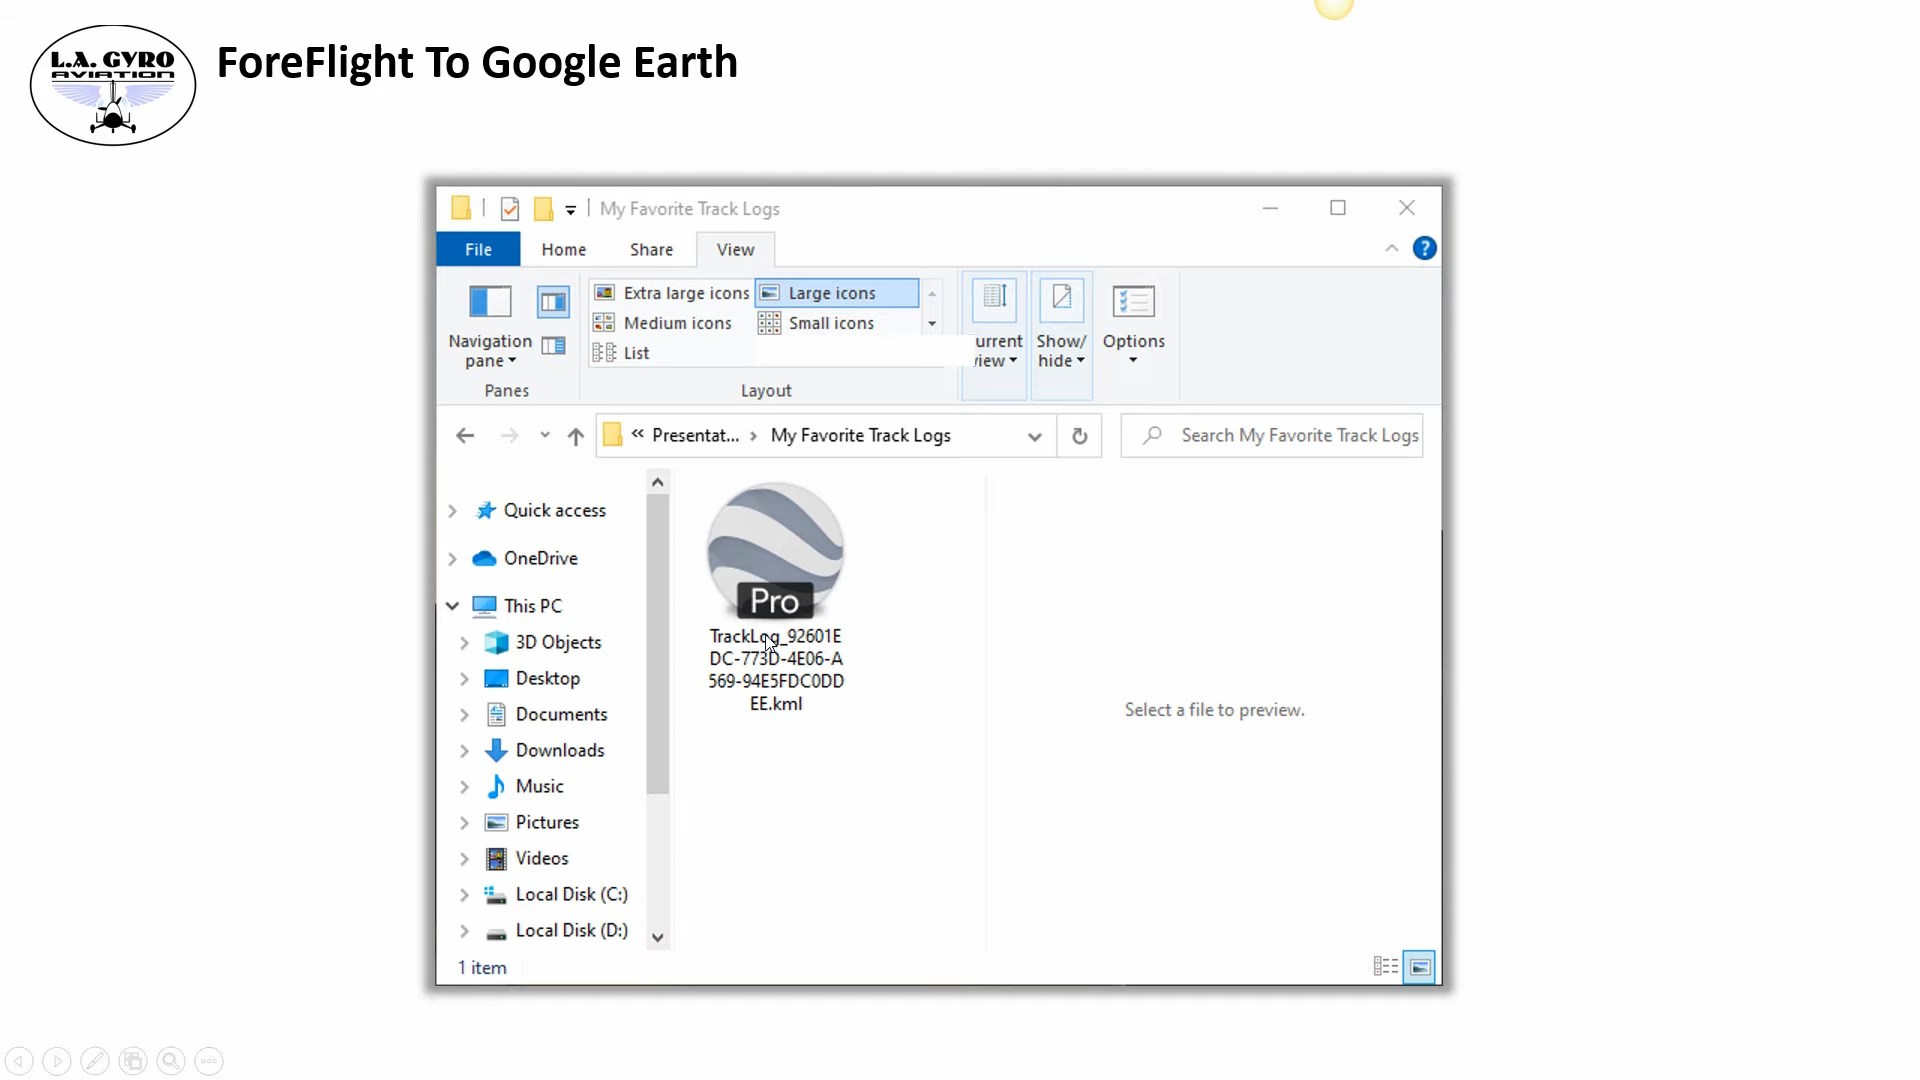 L.A. GYRO
AVIATION
ForeFlight To Google Earth
My Favorite Track Logs
File Home Share View
?
Extra large icons Large icons
Medium icons Small icons
List
Navigation
pane
urrent
view
Show/
hide
Options
Panes Layout
« Presentat... > My Favorite Track Logs
Search My Favorite Track Logs
Quick access
OneDrive
This PC
3D Objects
Desktop
Documents
Downloads
Music
Pictures
Videos
Local Disk (C:)
Local Disk (D:)
Pro
TrackLog_92601E
DC-773D-4E06-A
569-94E5FDC0DD
EE.kml
Select a file to preview.
1 item